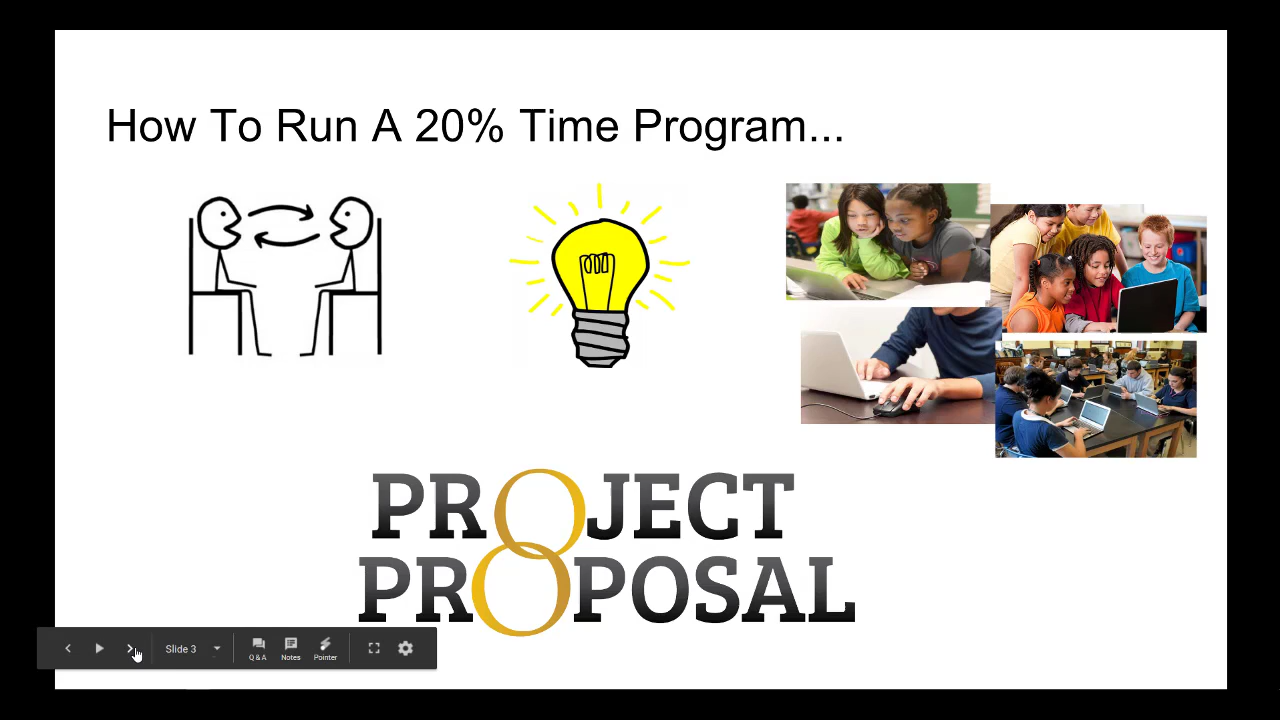 How To Run A 20% Time Program...
PROJECT
PROPOSAL
Slide 3
Q & A
Notes
Pointer